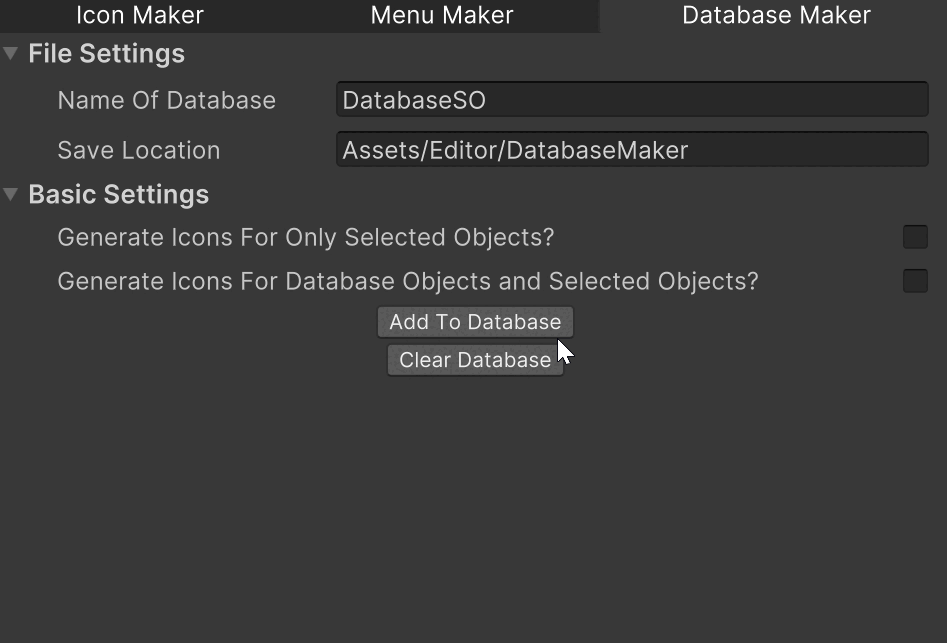 Icon Maker Menu Maker Database Maker
File Settings
Name Of Database DatabaseSO
Save Location Assets/Editor/DatabaseMaker
Basic Settings
Generate Icons For Only Selected Objects?
Generate Icons For Database Objects and Selected Objects?
Add To Database
Clear Database